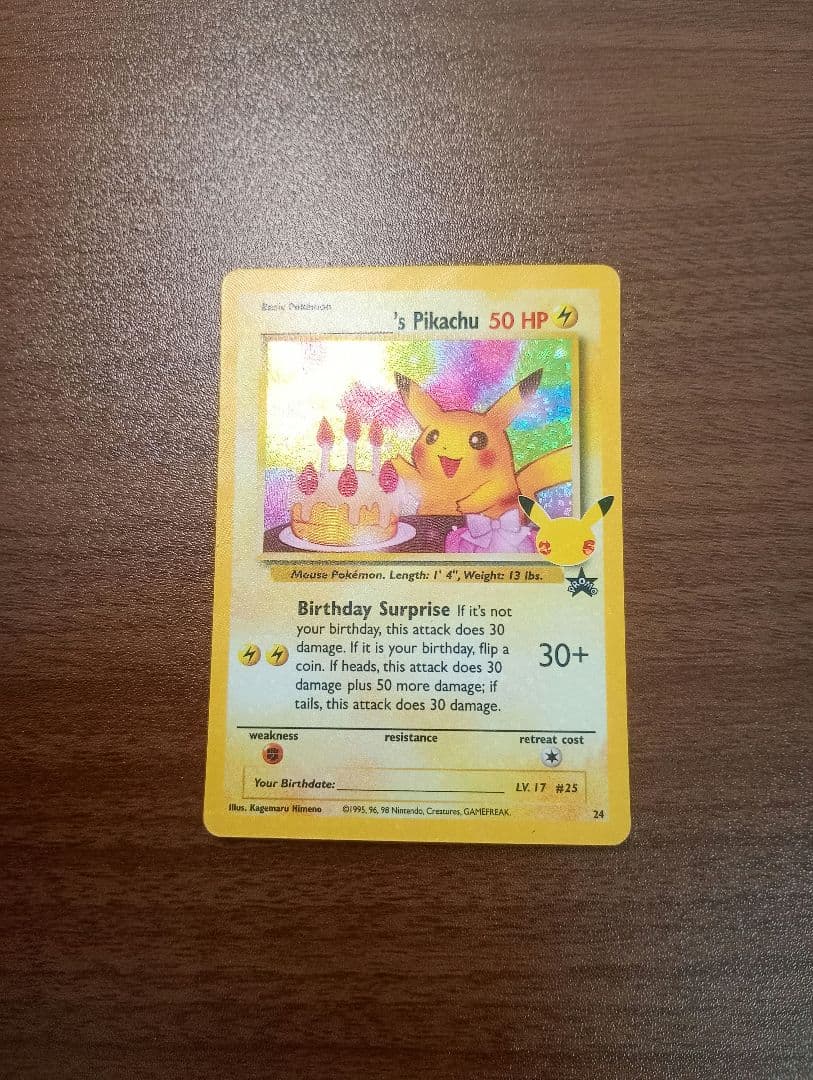 Basic Pokémon
________'s Pikachu 50 HP
Mouse Pokémon. Length: 1' 4", Weight: 13 lbs.
Birthday Surprise If it's not
your birthday, this attack does 30
damage. If it is your birthday, flip a
coin. If heads, this attack does 30
damage plus 50 more damage; if
tails, this attack does 30 damage.
30+
PROMO
weakness resistance retreat cost
Your Birthdate:________ LV. 17 #25
Illus. Kagemaru Himeno ©1995, 96, 98 Nintendo, Creatures, GAMEFREAK. 24